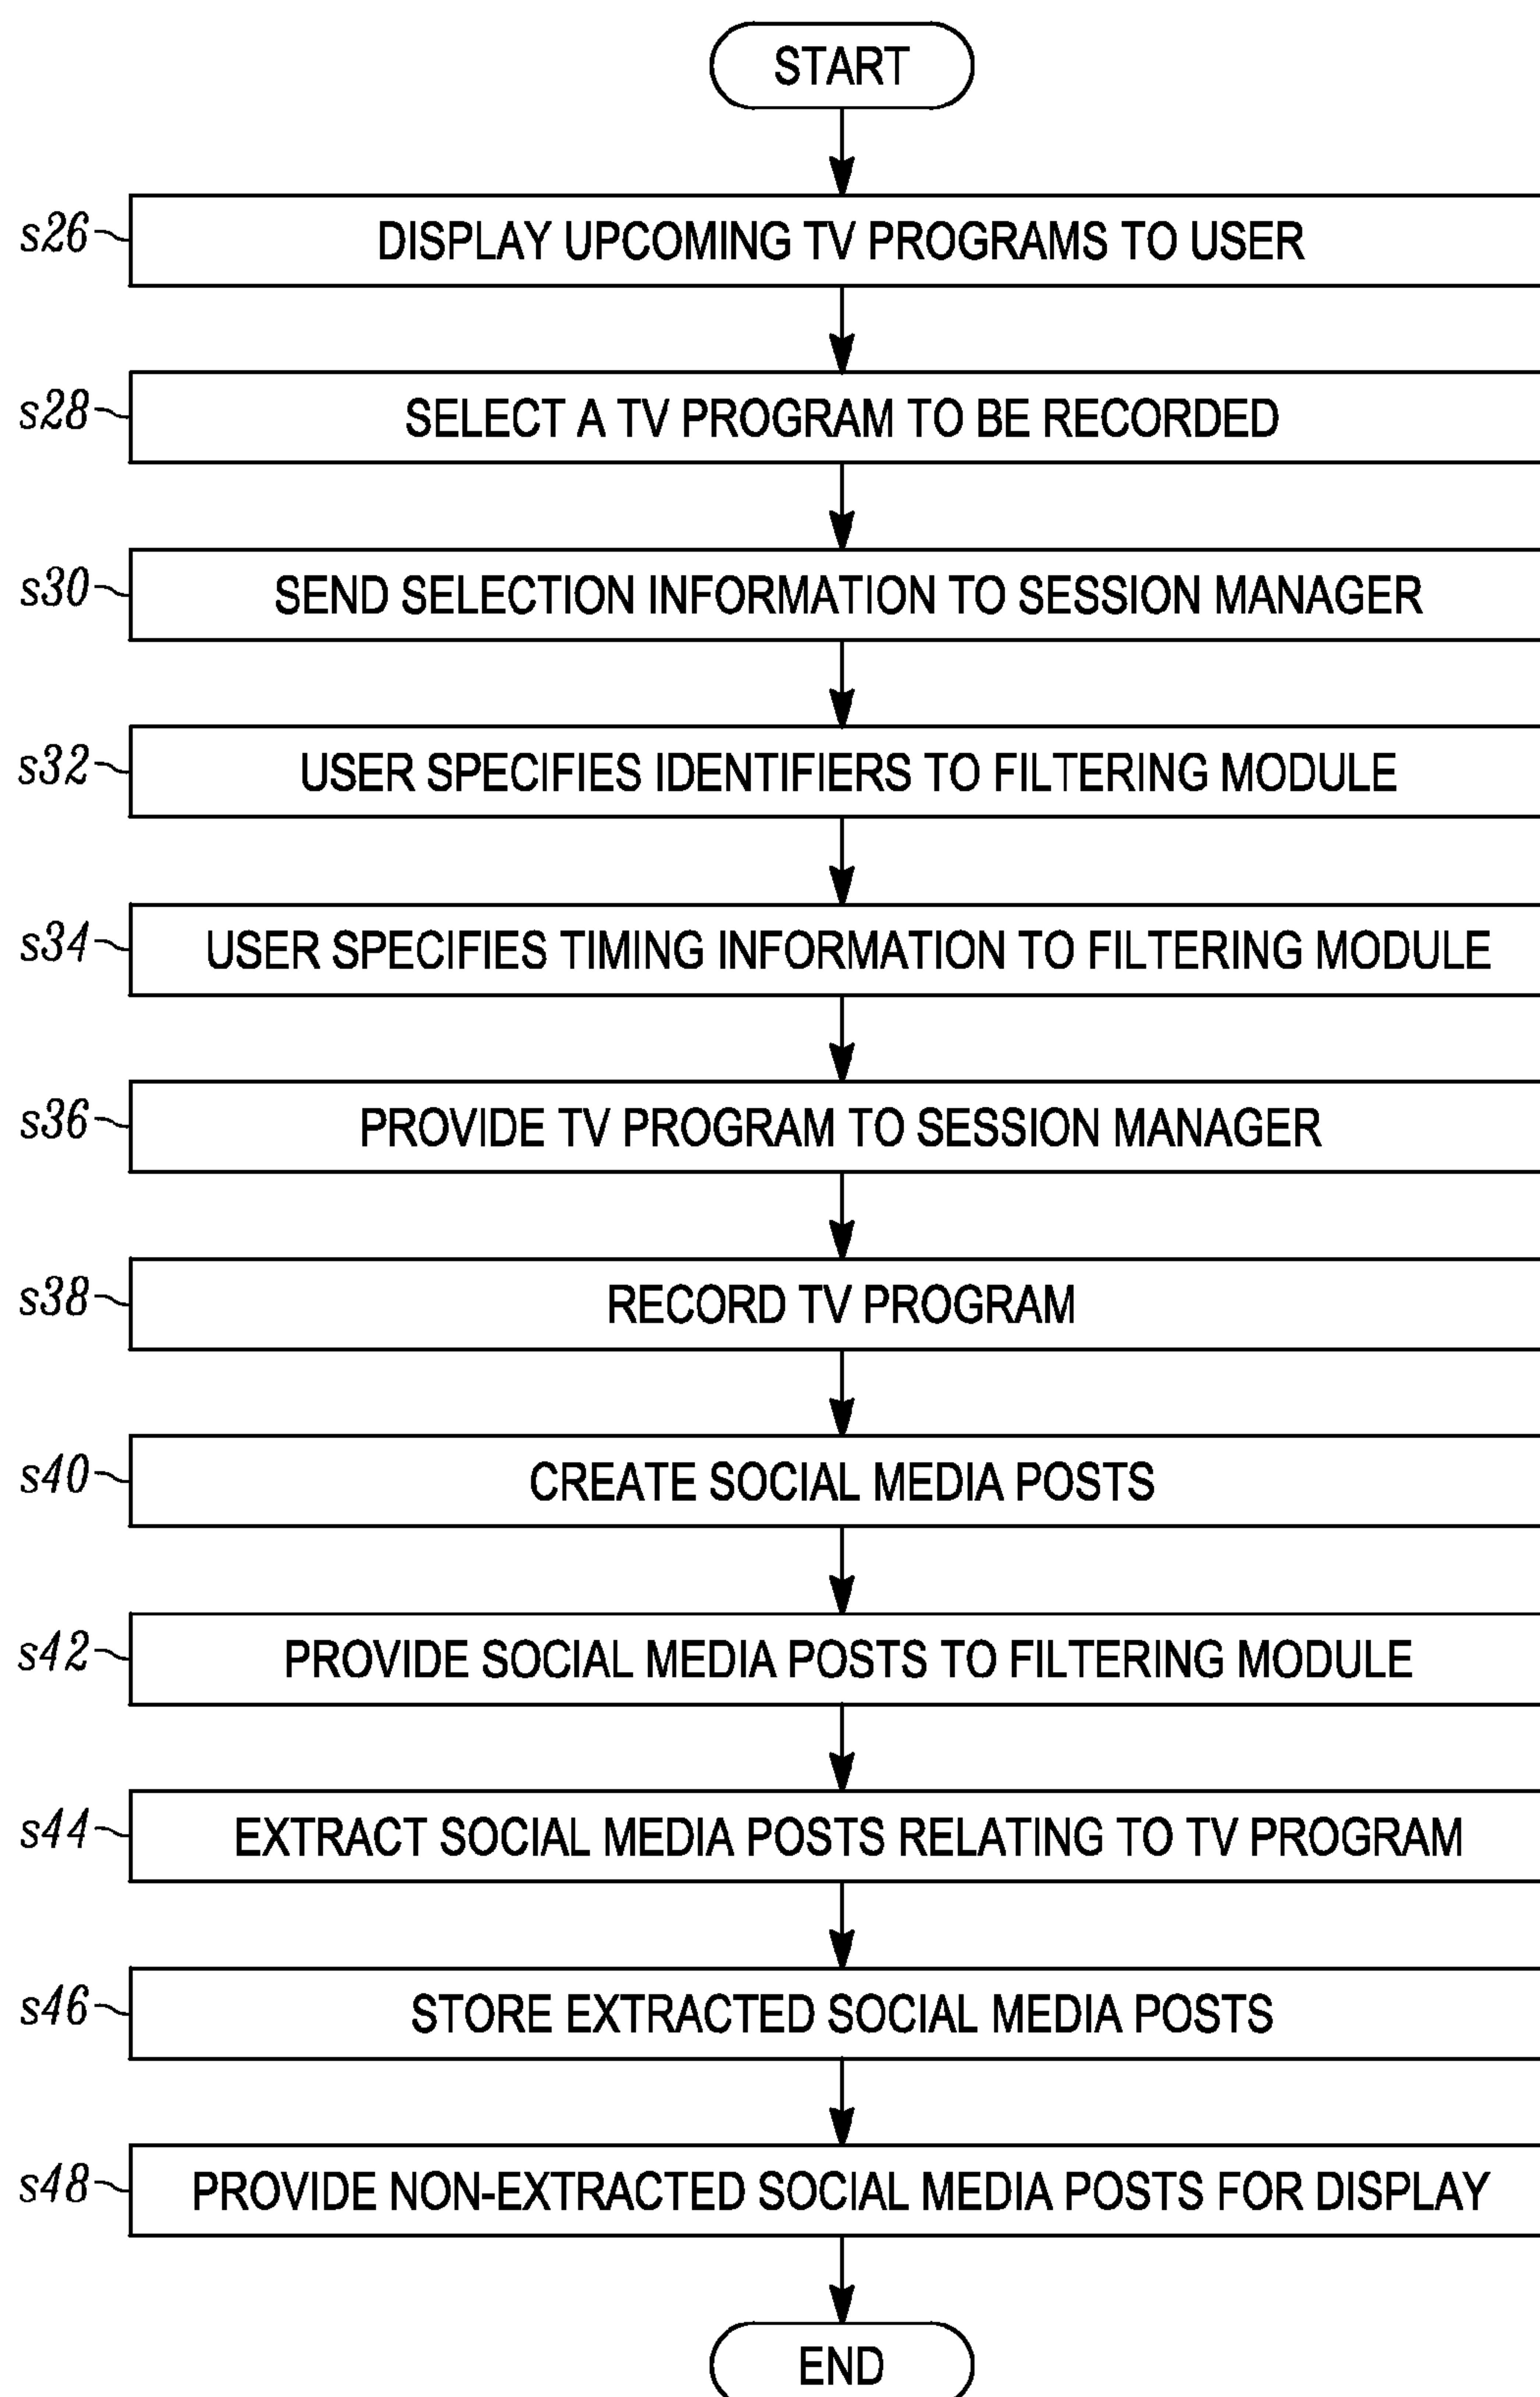 START
s26
DISPLAY UPCOMING TV PROGRAMS TO USER
s28
SELECT A TV PROGRAM TO BE RECORDED
s30
SEND SELECTION INFORMATION TO SESSION MANAGER
s32
USER SPECIFIES IDENTIFIERS TO FILTERING MODULE
s34
USER SPECIFIES TIMING INFORMATION TO FILTERING MODULE
s36
PROVIDE TV PROGRAM TO SESSION MANAGER
s38
RECORD TV PROGRAM
s40
CREATE SOCIAL MEDIA POSTS
s42
PROVIDE SOCIAL MEDIA POSTS TO FILTERING MODULE
s44
EXTRACT SOCIAL MEDIA POSTS RELATING TO TV PROGRAM
s46
STORE EXTRACTED SOCIAL MEDIA POSTS
s48
PROVIDE NON-EXTRACTED SOCIAL MEDIA POSTS FOR DISPLAY
END